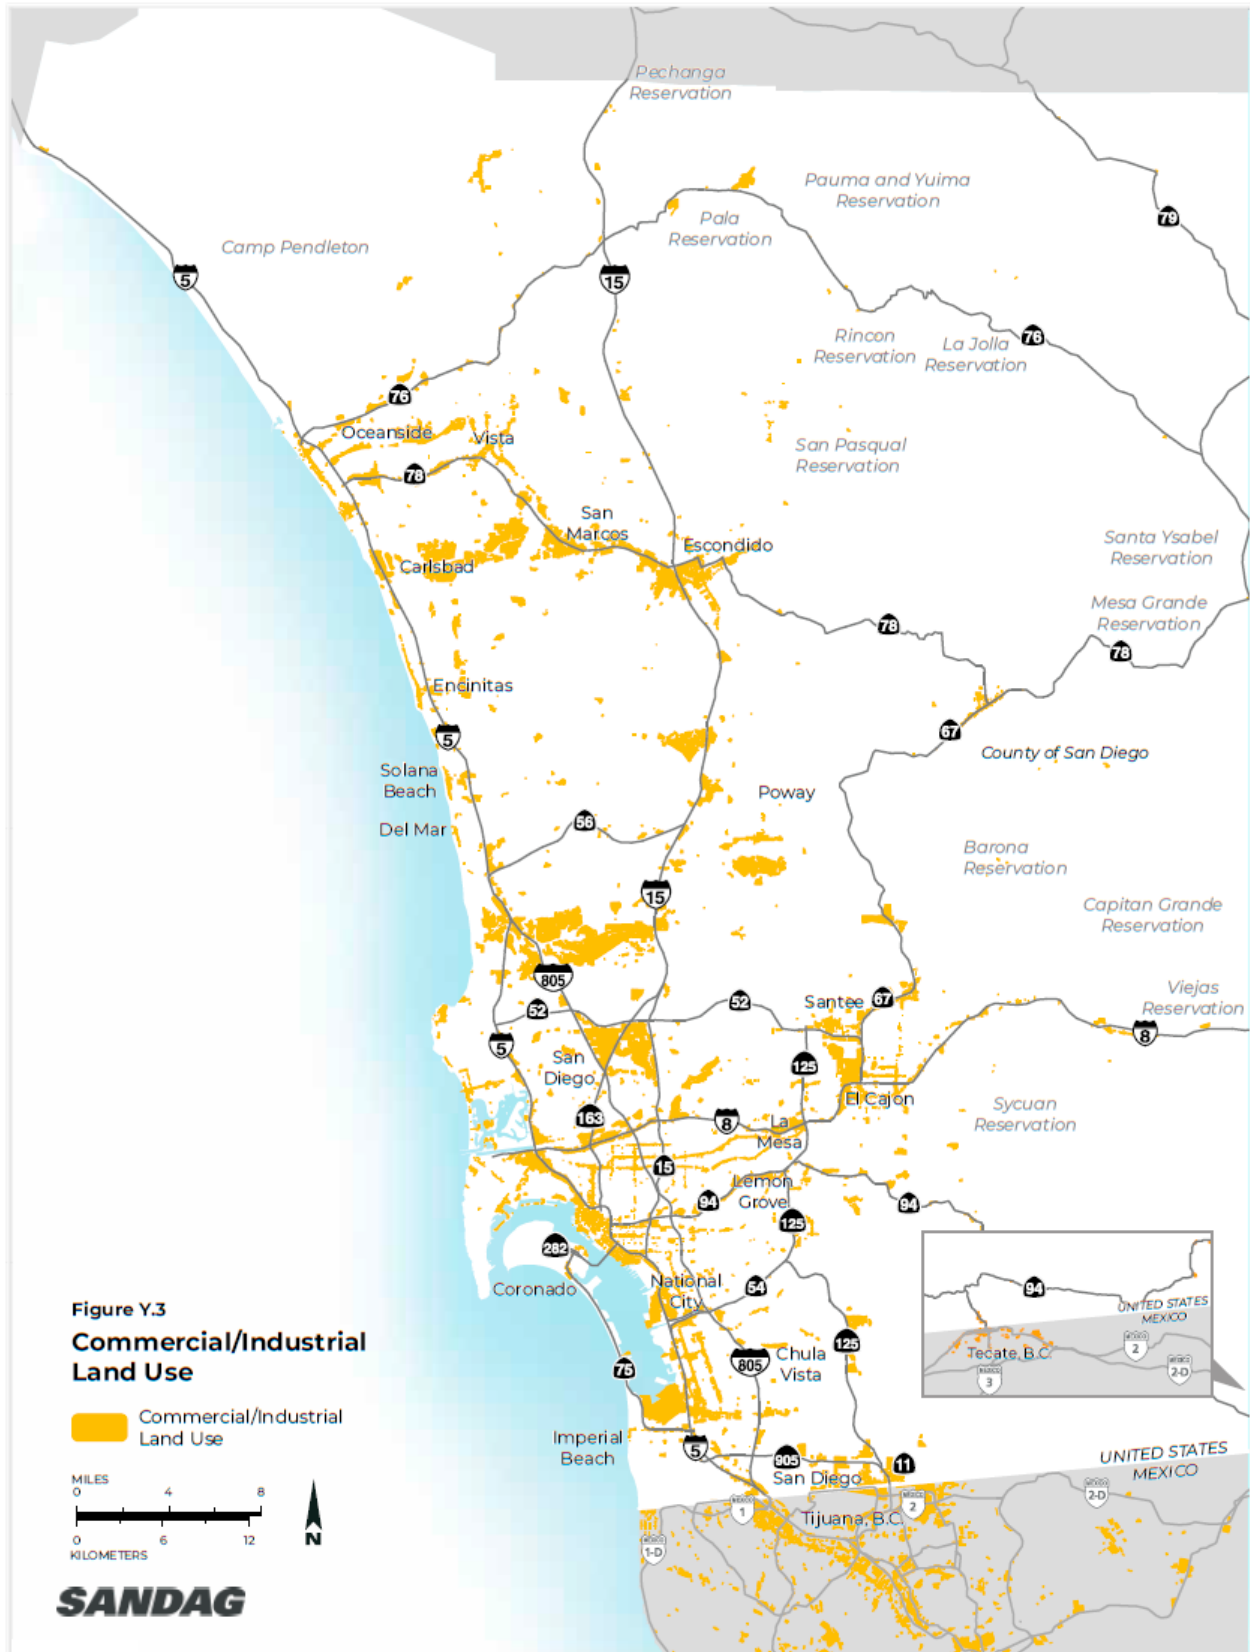 Pechanga
Reservation
Pauma and Yuima
Reservation
79
Pala
Reservation
Camp Pendleton
5
15
Rincon
Reservation
La Jolla
Reservation
76
76
Oceanside
Vista
78
San Pasqual
Reservation
San
Marcos
Escondido
Santa Ysabel
Reservation
Carlsbad
Mesa Grande
Reservation
78
78
Encinitas
5
67
County of San Diego
Solana
Beach
Poway
Del Mar
56
Barona
Reservation
15
Capitan Grande
Reservation
805
52
52
Santee
67
Viejas
Reservation
5
8
San
Diego
125
El Cajon
163
8
La
Mesa
Sycuan
Reservation
15
Lemon
Grove
94
94
125
282
Coronado
National
City
54
94
UNITED STATES
MEXICO
Tecate, B.C.
MEXICO
2
MEXICO
2-D
MEXICO
3
Figure Y.3
Commercial/Industrial
Land Use
125
805
Chula
Vista
75
Commercial/Industrial
Land Use
Imperial
Beach
5
905
San Diego
11
UNITED STATES
MEXICO
MILES
0 4 8
0 6 12
KILOMETERS
N
MEXICO
1
MEXICO
2
MEXICO
2-D
Tijuana, B.C.
MEXICO
1-D
SANDAG